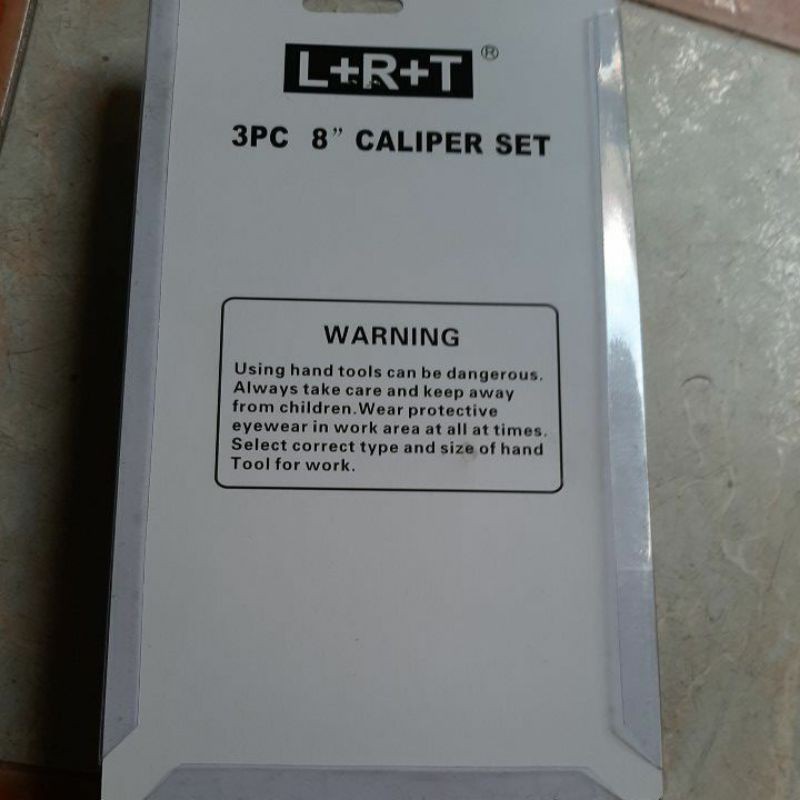 L+R+T ®
3PC 8” CALIPER SET
WARNING
Using hand tools can be dangerous.
Always take care and keep away
from children.Wear protective
eyewear in work area at all at times.
Select correct type and size of hand
Tool for work.